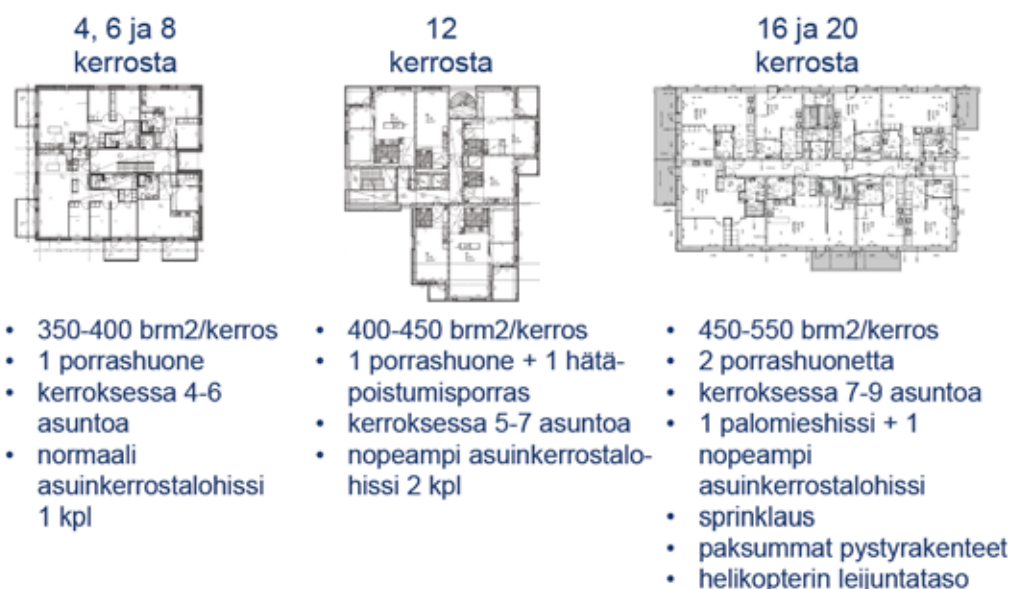 4, 6 ja 8
kerrosta
• 350-400 brm2/kerros
• 1 porrashuone
• kerroksessa 4-6
asuntoa
• normaali
asuinkerrostalohissi
1 kpl
12
kerrosta
• 400-450 brm2/kerros
• 1 porrashuone + 1 hätä-
poistumisporras
• kerroksessa 5-7 asuntoa
• nopeampi asuinkerrostalo-
hissi 2 kpl
16 ja 20
kerrosta
• 450-550 brm2/kerros
• 2 porrashuonetta
• kerroksessa 7-9 asuntoa
• 1 palomieshissi + 1
nopeampi
asuinkerrostalohissi
• sprinklaus
• paksummat pystyrakenteet
• helikopterin leijuntataso